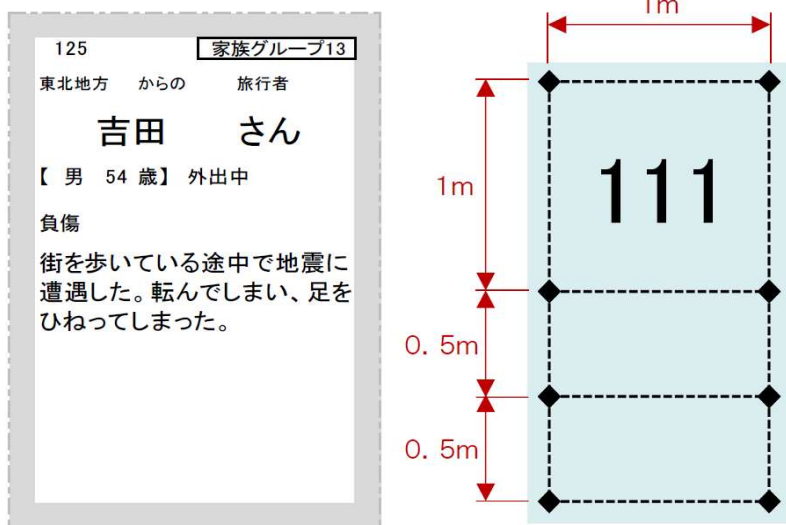 125 家族グループ13
東北地方 からの 旅行者
吉田 さん
【 男 54 歳】 外出中
負傷
街を歩いている途中で地震に
遭遇した。転んでしまい、足を
ひねってしまった。
1m
1m
111
0.5m
0.5m